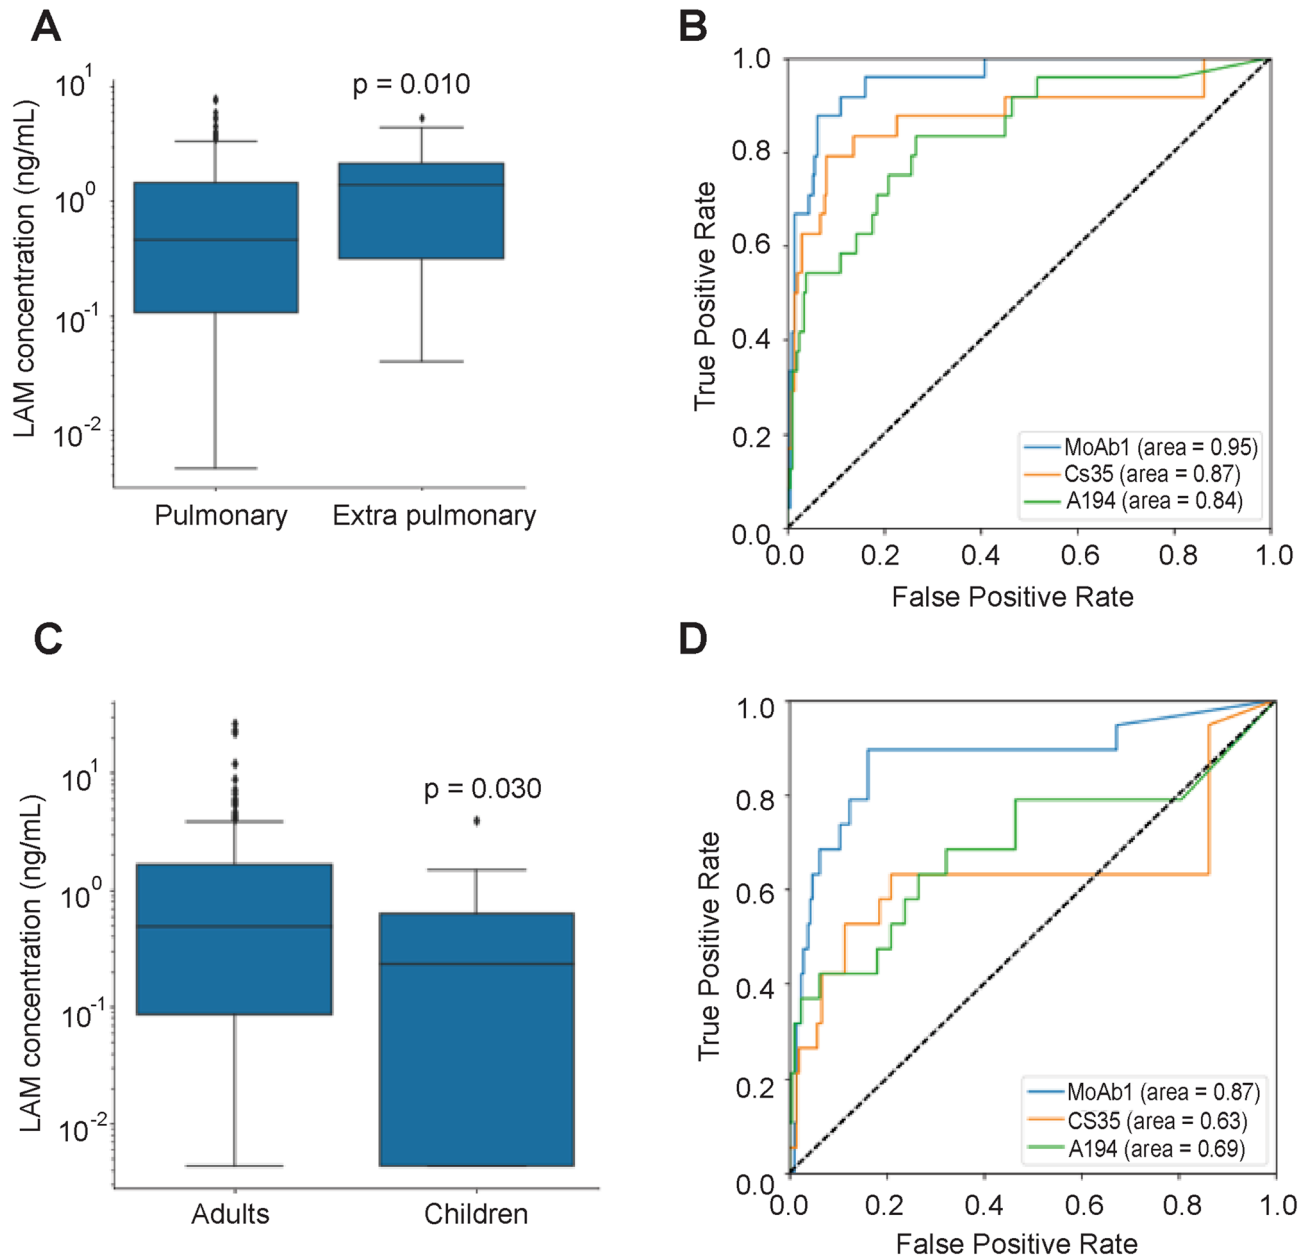 A
p = 0.010
LAM concentration (ng/mL)
10^1
10^0
10^-1
10^-2
Pulmonary
Extra pulmonary
B
True Positive Rate
1.0
0.8
0.6
0.4
0.2
0.0
MoAb1 (area = 0.95)
Cs35 (area = 0.87)
A194 (area = 0.84)
0.0 0.2 0.4 0.6 0.8 1.0
False Positive Rate
C
p = 0.030
LAM concentration (ng/mL)
10^1
10^0
10^-1
10^-2
Adults
Children
D
True Positive Rate
1.0
0.8
0.6
0.4
0.2
0.0
MoAb1 (area = 0.87)
CS35 (area = 0.63)
A194 (area = 0.69)
0.0 0.2 0.4 0.6 0.8 1.0
False Positive Rate